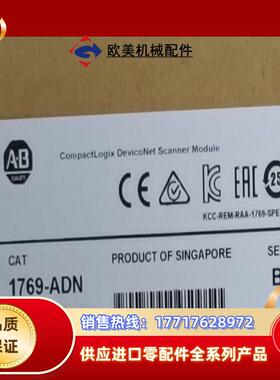 欧美机械配件
A-B
CompactLogix DeviceNet Scanner Module
CE
EAC
25
KCC-REM-RAA-1769-SPE
CAT
PRODUCT OF SINGAPORE
SE
1769-ADN
B
品质
保证
销售热线：17717628972
供应进口零配件全系列产品